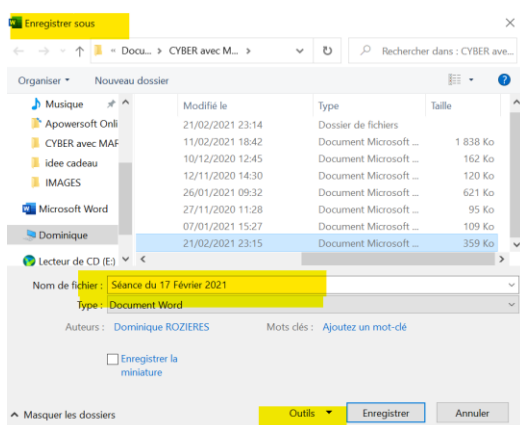 Enregistrer sous
« Docu... > CYBER avec M... >
Rechercher dans : CYBER ave...
Organiser Nouveau dossier
Modifié le Type Taille
Musique
Apowersoft Onli
CYBER avec MAF
idee cadeau
IMAGES
Microsoft Word
Dominique
Lecteur de CD (E:)
21/02/2021 23:14 Dossier de fichiers
11/02/2021 18:42 Document Microsoft ... 1 838 Ko
10/12/2020 12:45 Document Microsoft ... 162 Ko
12/11/2020 14:30 Document Microsoft ... 120 Ko
26/01/2021 09:32 Document Microsoft ... 621 Ko
27/11/2020 11:28 Document Microsoft ... 95 Ko
07/01/2021 15:27 Document Microsoft ... 109 Ko
21/02/2021 23:15 Document Microsoft ... 359 Ko
Nom de fichier : Séance du 17 Février 2021
Type : Document Word
Auteurs : Dominique ROZIERES Mots clés : Ajoutez un mot-clé
Enregistrer la
miniature
Masquer les dossiers Outils Enregistrer Annuler